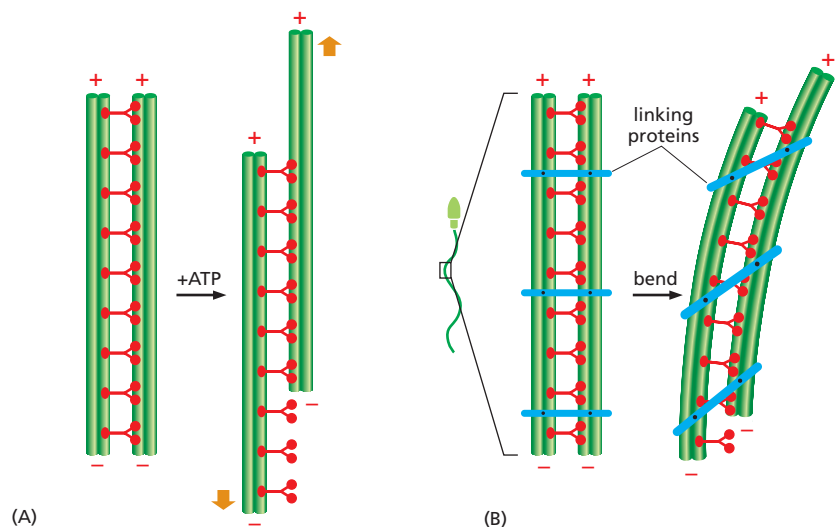 +
+ +
+
+ +
+
+
linking
proteins
+ATP
bend
−
−
− −
−
− −
−
(A)
(B)